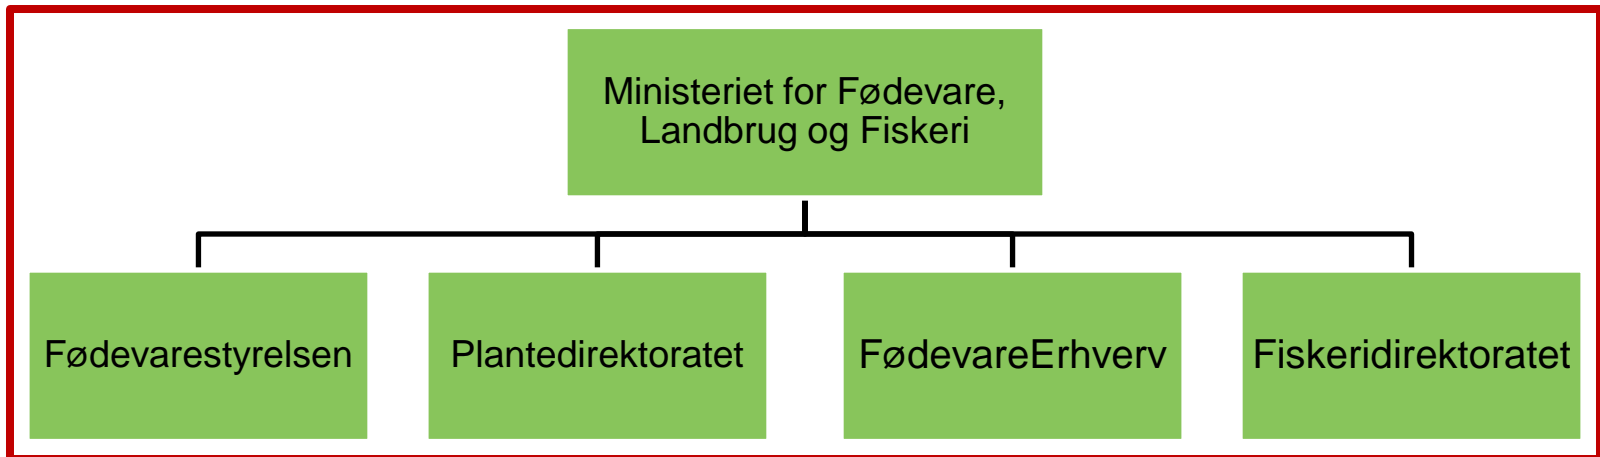 Ministeriet for Fødevare,
Landbrug og Fiskeri
Fødevarestyrelsen
Plantedirektoratet
FødevareErhverv
Fiskeridirektoratet